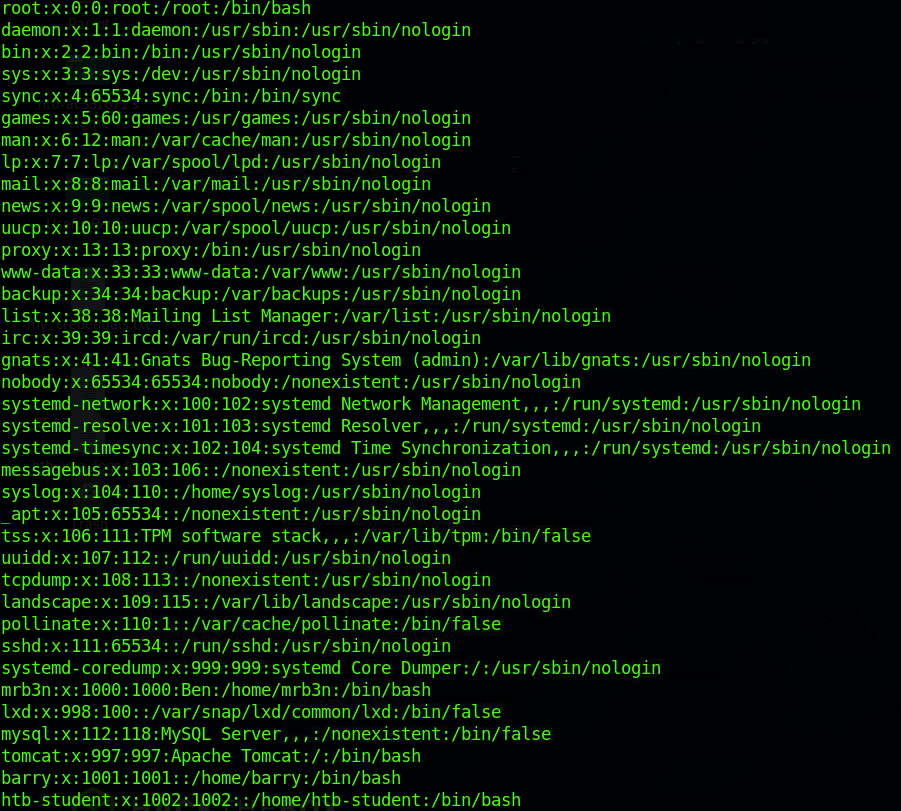 root:x:0:0:root:/root:/bin/bash
daemon:x:1:1:daemon:/usr/sbin:/usr/sbin/nologin
bin:x:2:2:bin:/bin:/usr/sbin/nologin
sys:x:3:3:sys:/dev:/usr/sbin/nologin
sync:x:4:65534:sync:/bin:/bin/sync
games:x:5:60:games:/usr/games:/usr/sbin/nologin
man:x:6:12:man:/var/cache/man:/usr/sbin/nologin
lp:x:7:7:lp:/var/spool/lpd:/usr/sbin/nologin
mail:x:8:8:mail:/var/mail:/usr/sbin/nologin
news:x:9:9:news:/var/spool/news:/usr/sbin/nologin
uucp:x:10:10:uucp:/var/spool/uucp:/usr/sbin/nologin
proxy:x:13:13:proxy:/bin:/usr/sbin/nologin
www-data:x:33:33:www-data:/var/www:/usr/sbin/nologin
backup:x:34:34:backup:/var/backups:/usr/sbin/nologin
list:x:38:38:Mailing List Manager:/var/list:/usr/sbin/nologin
irc:x:39:39:ircd:/var/run/ircd:/usr/sbin/nologin
gnats:x:41:41:Gnats Bug-Reporting System (admin):/var/lib/gnats:/usr/sbin/nologin
nobody:x:65534:65534:nobody:/nonexistent:/usr/sbin/nologin
systemd-network:x:100:102:systemd Network Management,,,:/run/systemd:/usr/sbin/nologin
systemd-resolve:x:101:103:systemd Resolver,,,:/run/systemd:/usr/sbin/nologin
systemd-timesync:x:102:104:systemd Time Synchronization,,,:/run/systemd:/usr/sbin/nologin
messagebus:x:103:106::/nonexistent:/usr/sbin/nologin
syslog:x:104:110::/home/syslog:/usr/sbin/nologin
_apt:x:105:65534::/nonexistent:/usr/sbin/nologin
tss:x:106:111:TPM software stack,,,:/var/lib/tpm:/bin/false
uuidd:x:107:112::/run/uuidd:/usr/sbin/nologin
tcpdump:x:108:113::/nonexistent:/usr/sbin/nologin
landscape:x:109:115::/var/lib/landscape:/usr/sbin/nologin
pollinate:x:110:1::/var/cache/pollinate:/bin/false
sshd:x:111:65534::/run/sshd:/usr/sbin/nologin
systemd-coredump:x:999:999:systemd Core Dumper:/:/usr/sbin/nologin
mrb3n:x:1000:1000:Ben:/home/mrb3n:/bin/bash
lxd:x:998:100::/var/snap/lxd/common/lxd:/bin/false
mysql:x:112:118:MySQL Server,,,:/nonexistent:/bin/false
tomcat:x:997:997:Apache Tomcat:/:/bin/bash
barry:x:1001:1001::/home/barry:/bin/bash
htb-student:x:1002:1002::/home/htb-student:/bin/bash